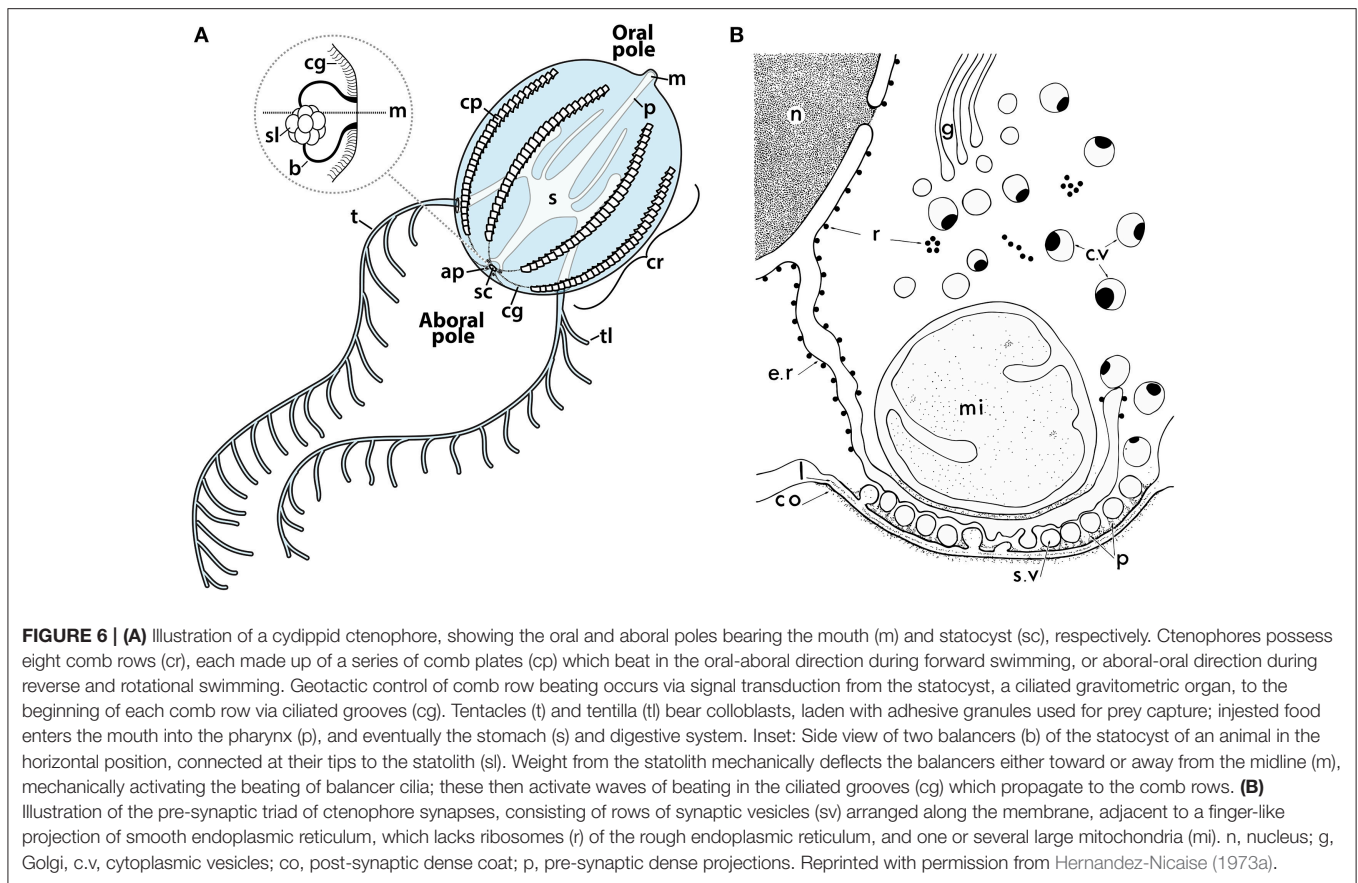 A
cg
m
sl
b
Oral
pole
m
p
cp
s
t
cr
ap
sc
cg
Aboral
pole
tl
B
n
g
r
c.v
e.r
mi
l
co
p
s.v
FIGURE 6 | (A) Illustration of a cydippid ctenophore, showing the oral and aboral poles bearing the mouth (m) and statocyst (sc), respectively. Ctenophores possess
eight comb rows (cr), each made up of a series of comb plates (cp) which beat in the oral-aboral direction during forward swimming, or aboral-oral direction during
reverse and rotational swimming. Geotactic control of comb row beating occurs via signal transduction from the statocyst, a ciliated gravitometric organ, to the
beginning of each comb row via ciliated grooves (cg). Tentacles (t) and tentilla (tl) bear colloblasts, laden with adhesive granules used for prey capture; injested food
enters the mouth into the pharynx (p), and eventually the stomach (s) and digestive system. Inset: Side view of two balancers (b) of the statocyst of an animal in the
horizontal position, connected at their tips to the statolith (sl). Weight from the statolith mechanically deflects the balancers either toward or away from the midline (m),
mechanically activating the beating of balancer cilia; these then activate waves of beating in the ciliated grooves (cg) which propagate to the comb rows. (B)
Illustration of the pre-synaptic triad of ctenophore synapses, consisting of rows of synaptic vesicles (sv) arranged along the membrane, adjacent to a finger-like
projection of smooth endoplasmic reticulum, which lacks ribosomes (r) of the rough endoplasmic reticulum, and one or several large mitochondria (mi). n, nucleus; g,
Golgi, c.v, cytoplasmic vesicles; co, post-synaptic dense coat; p, pre-synaptic dense projections. Reprinted with permission from Hernandez-Nicaise (1973a).